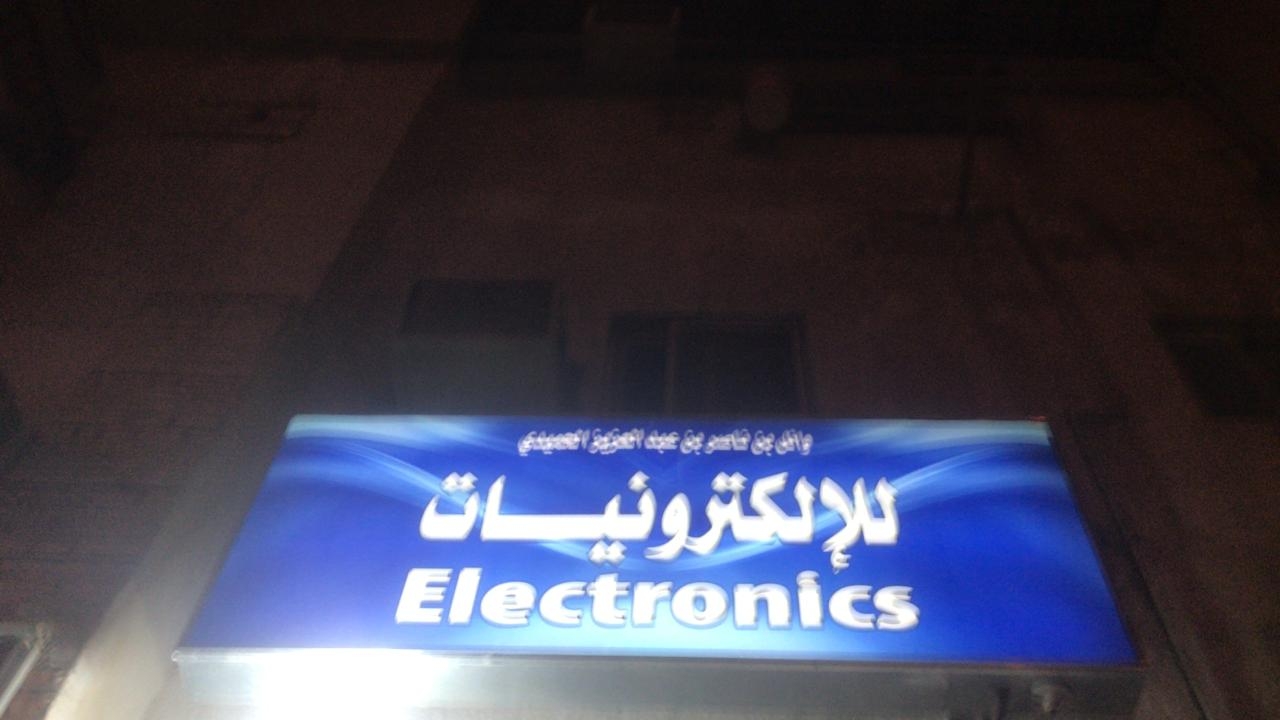 وائل بن ناصر بن عبد العزيز الحميدي
للإلكترونيات
Electronics